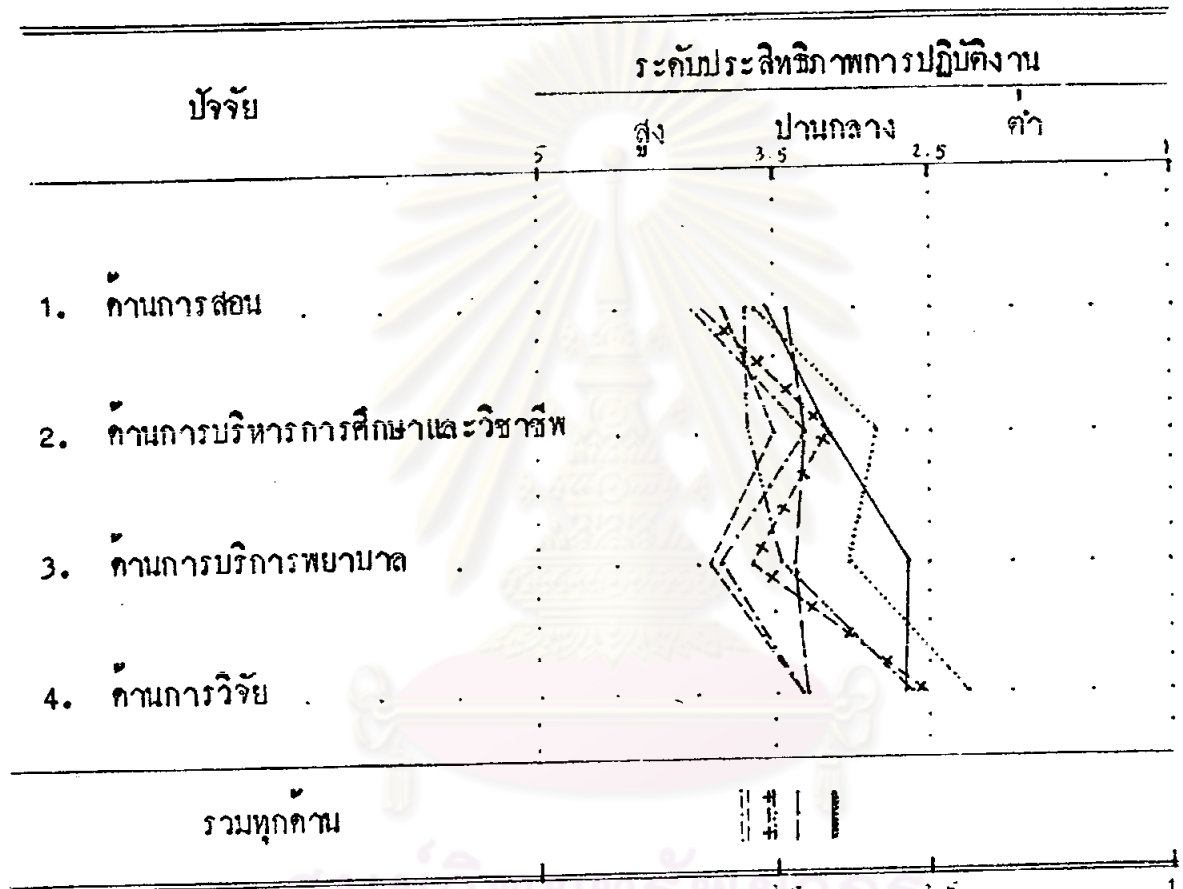 ระดับประสิทธิภาพการปฏิบัติงาน
ปัจจัย
สูง ปานกลาง ต่ำ
5 3.5 2.5 1
1. ด้านการสอน
2. ด้านการบริหารการศึกษาและวิชาชีพ
3. ด้านการบริการพยาบาล
4. ด้านการวิจัย
รวมทุกด้าน